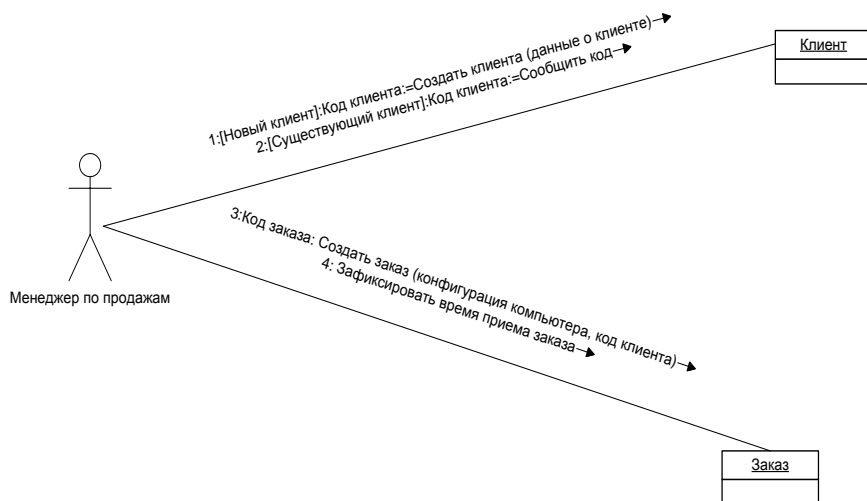 Клиент
1:[Новый клиент]:Код клиента:=Создать клиента (данные о клиенте)
2:[Существующий клиент]:Код клиента:=Сообщить код
3:Код заказа: Создать заказ (конфигурация компьютера, код клиента)
4: Зафиксировать время приема заказа
Менеджер по продажам
Заказ